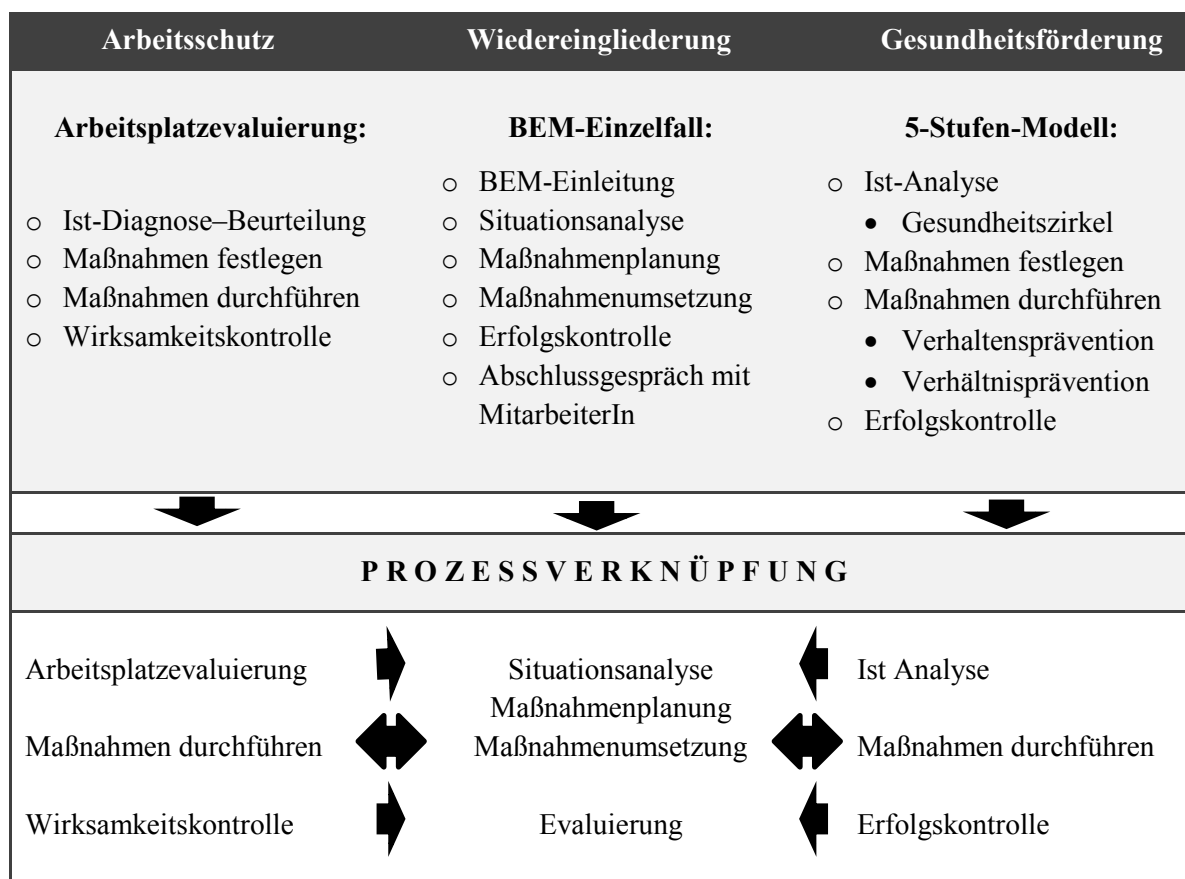 Arbeitsschutz
Wiedereingliederung
Gesundheitsförderung
Arbeitsplatzevaluierung:
o Ist-Diagnose–Beurteilung
o Maßnahmen festlegen
o Maßnahmen durchführen
o Wirksamkeitskontrolle
BEM-Einzelfall:
o BEM-Einleitung
o Situationsanalyse
o Maßnahmenplanung
o Maßnahmenumsetzung
o Erfolgskontrolle
o Abschlussgespräch mit
MitarbeiterIn
5-Stufen-Modell:
o Ist-Analyse
• Gesundheitszirkel
o Maßnahmen festlegen
o Maßnahmen durchführen
• Verhaltensprävention
• Verhältnisprävention
o Erfolgskontrolle
P R O Z E S S V E R K N Ü P F U N G
Arbeitsplatzevaluierung
Situationsanalyse
Ist Analyse
Maßnahmenplanung
Maßnahmen durchführen
Maßnahmenumsetzung
Maßnahmen durchführen
Wirksamkeitskontrolle
Evaluierung
Erfolgskontrolle